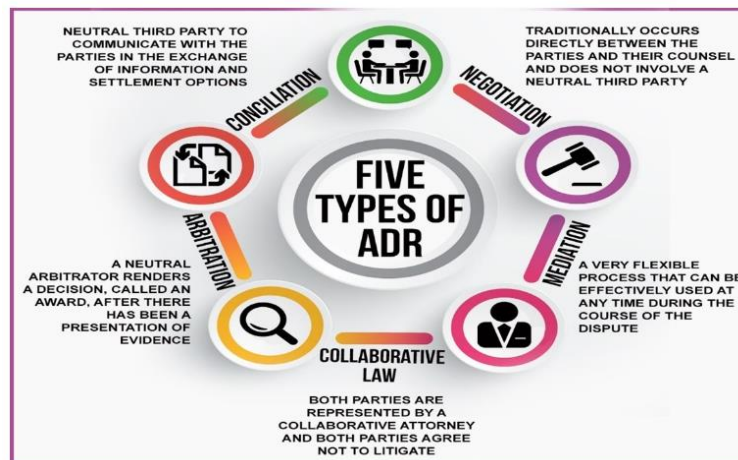 NEUTRAL THIRD PARTY TO
COMMUNICATE WITH THE
PARTIES IN THE EXCHANGE
OF INFORMATION AND
SETTLEMENT OPTIONS
CONCILIATION
TRADITIONALLY OCCURS
DIRECTLY BETWEEN THE
PARTIES AND THEIR COUNSEL
AND DOES NOT INVOLVE A
NEUTRAL THIRD PARTY
NEGOTIATION
FIVE
TYPES OF
ADR
ARBITRATION
A NEUTRAL
ARBITRATOR RENDERS
A DECISION, CALLED AN
AWARD, AFTER THERE
HAS BEEN A
PRESENTATION OF
EVIDENCE
MEDIATION
A VERY FLEXIBLE
PROCESS THAT CAN BE
EFFECTIVELY USED AT
ANY TIME DURING THE
COURSE OF THE
DISPUTE
COLLABORATIVE
LAW
BOTH PARTIES ARE
REPRESENTED BY A
COLLABORATIVE ATTORNEY
AND BOTH PARTIES AGREE
NOT TO LITIGATE